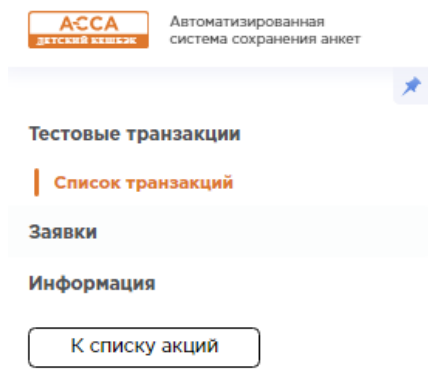 АССА
ДЕТСКИЙ КЕШБЭК
Автоматизированная
система сохранения анкет
Тестовые транзакции
Список транзакций
Заявки
Информация
К списку акций